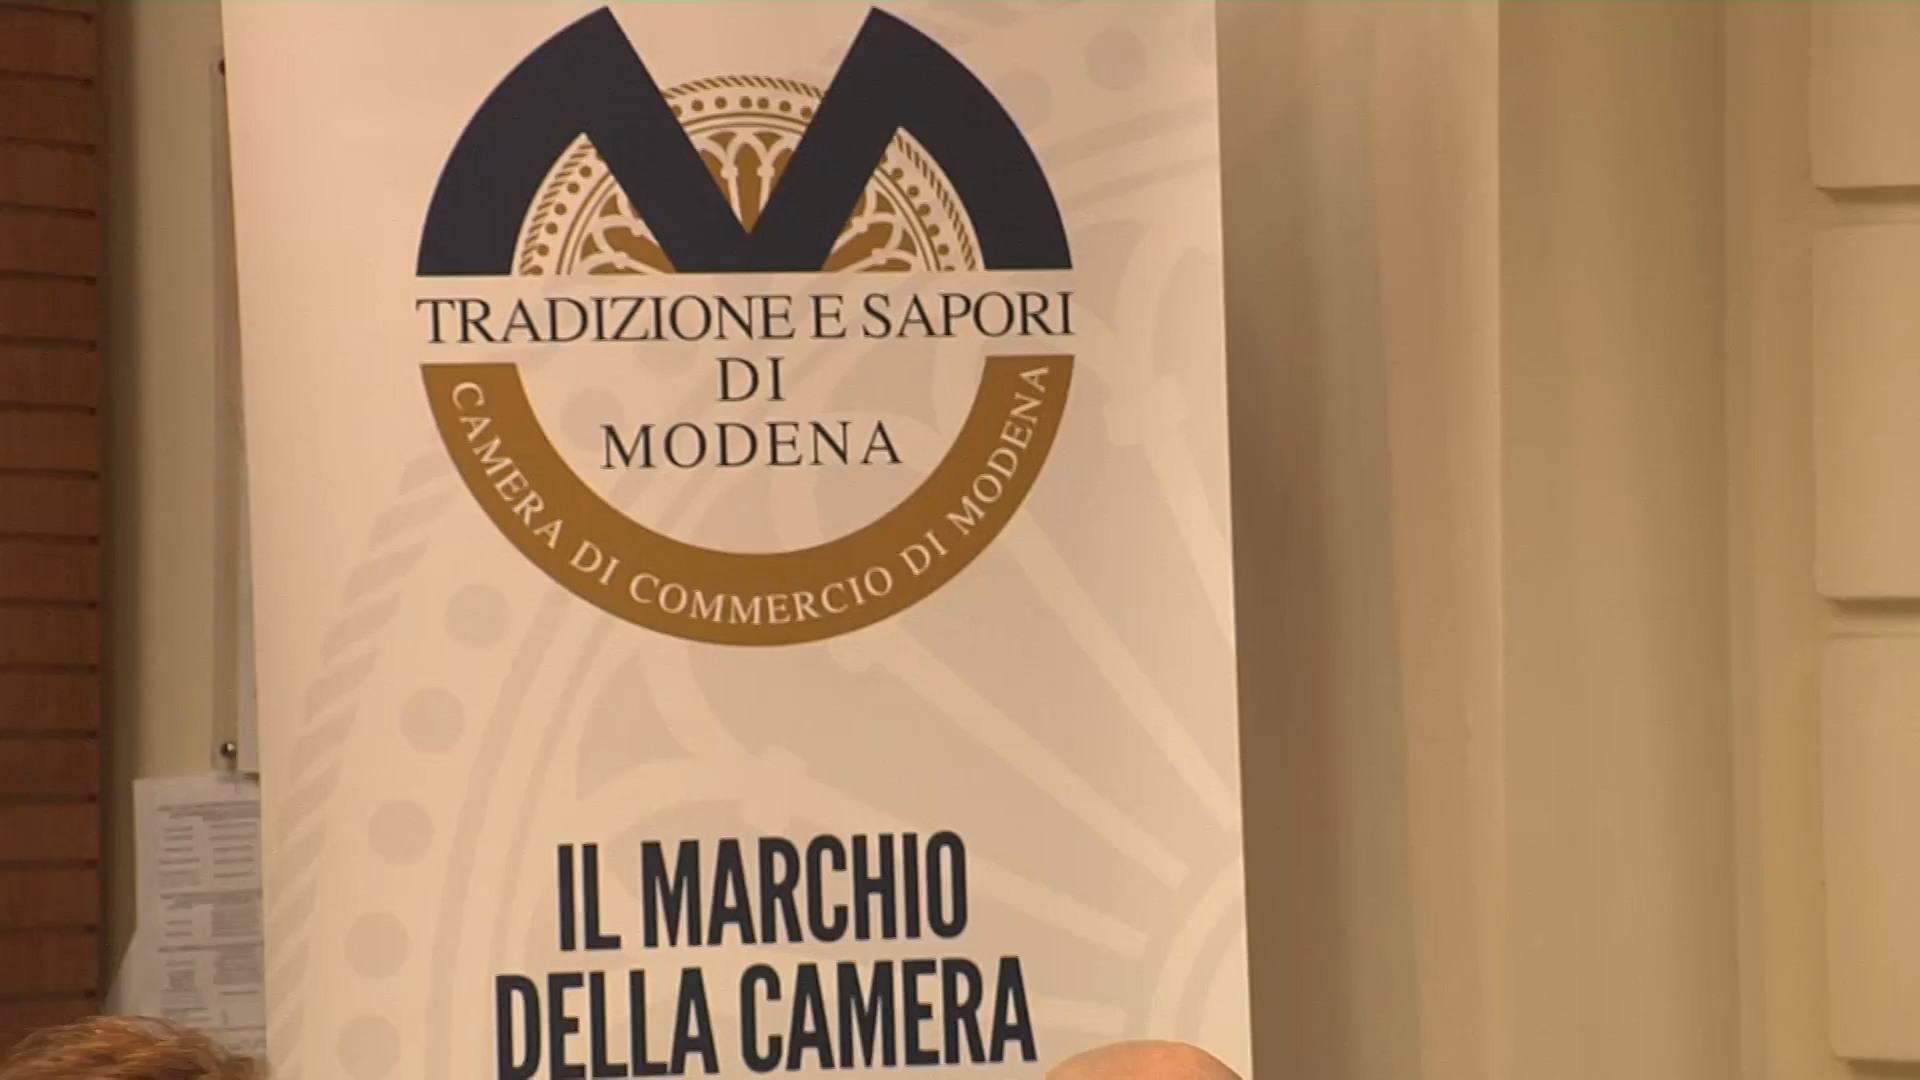 TRADIZIONE E SAPORI
DI
MODENA
CAMERA DI COMMERCIO DI MODENA
IL MARCHIO
DELLA CAMERA